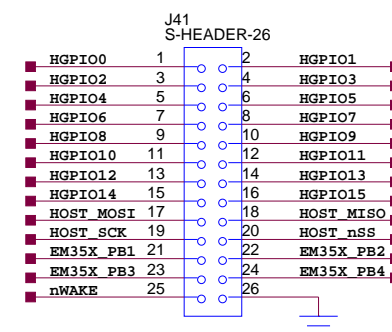 J41
S-HEADER-26
HGPIO0 1 2 HGPIO1
HGPIO2 3 4 HGPIO3
HGPIO4 5 6 HGPIO5
HGPIO6 7 8 HGPIO7
HGPIO8 9 10 HGPIO9
HGPIO10 11 12 HGPIO11
HGPIO12 13 14 HGPIO13
HGPIO14 15 16 HGPIO15
HOST_MOSI 17 18 HOST_MISO
HOST_SCK 19 20 HOST_nSS
EM35X_PB1 21 22 EM35X_PB2
EM35X_PB3 23 24 EM35X_PB4
nWAKE 25 26